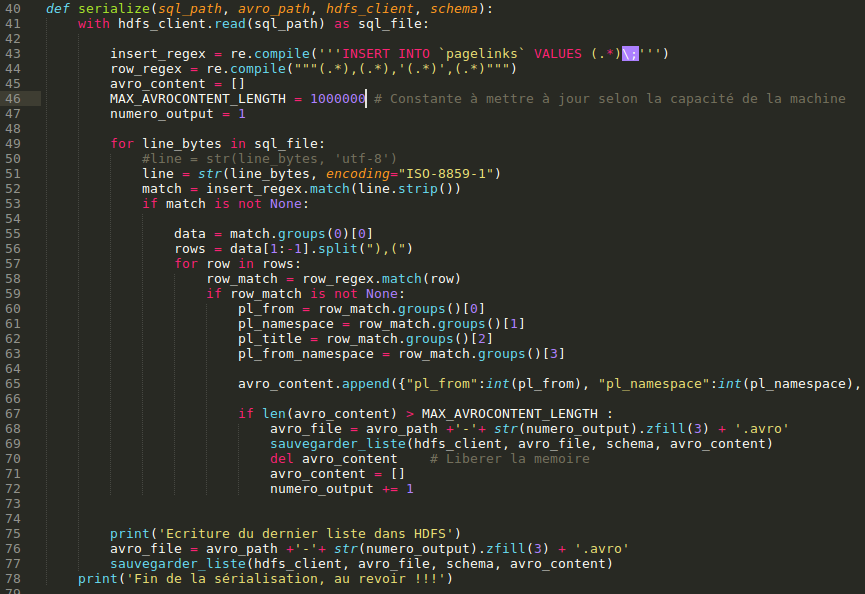 40 def serialize(sql_path, avro_path, hdfs_client, schema):
41     with hdfs_client.read(sql_path) as sql_file:
42
43         insert_regex = re.compile('''INSERT INTO `pagelinks` VALUES (.*)\;''')
44         row_regex = re.compile("""(.*),(.*),'(.*)',(.*)""")
45         avro_content = []
46         MAX_AVROCONTENT_LENGTH = 1000000 # Constante à mettre à jour selon la capacité de la machine
47         numero_output = 1
48
49         for line_bytes in sql_file:
50             #line = str(line_bytes, 'utf-8')
51             line = str(line_bytes, encoding="ISO-8859-1")
52             match = insert_regex.match(line.strip())
53             if match is not None:
54
55                 data = match.groups(0)[0]
56                 rows = data[1:-1].split("),(")
57                 for row in rows:
58                     row_match = row_regex.match(row)
59                     if row_match is not None:
60                         pl_from = row_match.groups()[0]
61                         pl_namespace = row_match.groups()[1]
62                         pl_title = row_match.groups()[2]
63                         pl_from_namespace = row_match.groups()[3]
64
65                         avro_content.append({"pl_from":int(pl_from), "pl_namespace":int(pl_namespace),
66
67                         if len(avro_content) > MAX_AVROCONTENT_LENGTH :
68                             avro_file = avro_path +'-'+ str(numero_output).zfill(3) + '.avro'
69                             sauvegarder_liste(hdfs_client, avro_file, schema, avro_content)
70                             del avro_content    # Liberer la memoire
71                             avro_content = []
72                             numero_output += 1
73
74
75         print('Ecriture du dernier liste dans HDFS')
76         avro_file = avro_path +'-'+ str(numero_output).zfill(3) + '.avro'
77         sauvegarder_liste(hdfs_client, avro_file, schema, avro_content)
78     print('Fin de la sérialisation, au revoir !!!')
79